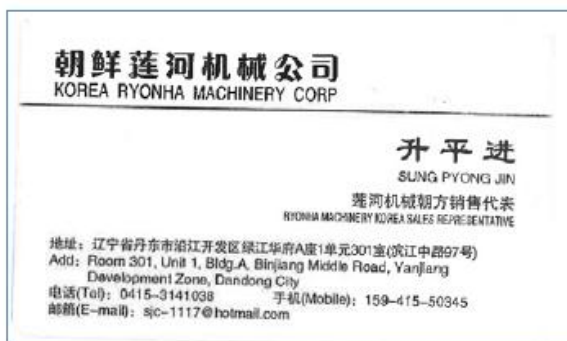 朝鲜莲河机械公司
KOREA RYONHA MACHINERY CORP
升平进
SUNG PYONG JIN
莲河机械朝方销售代表
RYONHA MACHINERY KOREA SALES REPRESENTATIVE
地址：辽宁省丹东市沿江开发区绿江华府A座1单元301室(滨江中路97号)
Add: Room 301, Unit 1, Bldg.A, Binjiang Middle Road, Yanjiang
Development Zone, Dandong City
电话(Tel): 0415-3141038 手机(Mobile): 159-415-50345
邮箱(E-mail): sjc-1117@hotmail.com